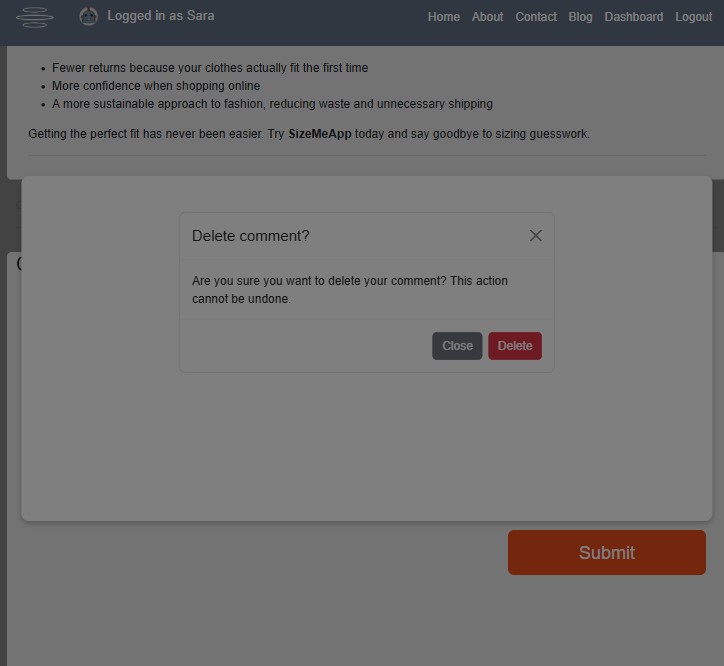 Logged in as Sara
Home About Contact Blog Dashboard Logout
Fewer returns because your clothes actually fit the first time
More confidence when shopping online
A more sustainable approach to fashion, reducing waste and unnecessary shipping
Getting the perfect fit has never been easier. Try SizeMeApp today and say goodbye to sizing guesswork.
Delete comment?
Are you sure you want to delete your comment? This action
cannot be undone.
Close Delete
Submit